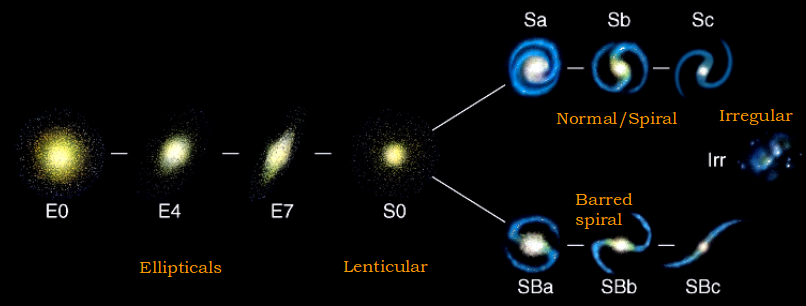 Sa
Sb
Sc
Normal/Spiral
Irregular
Irr
E0
E4
E7
S0
Barred
spiral
Ellipticals
Lenticular
SBa
SBb
SBc